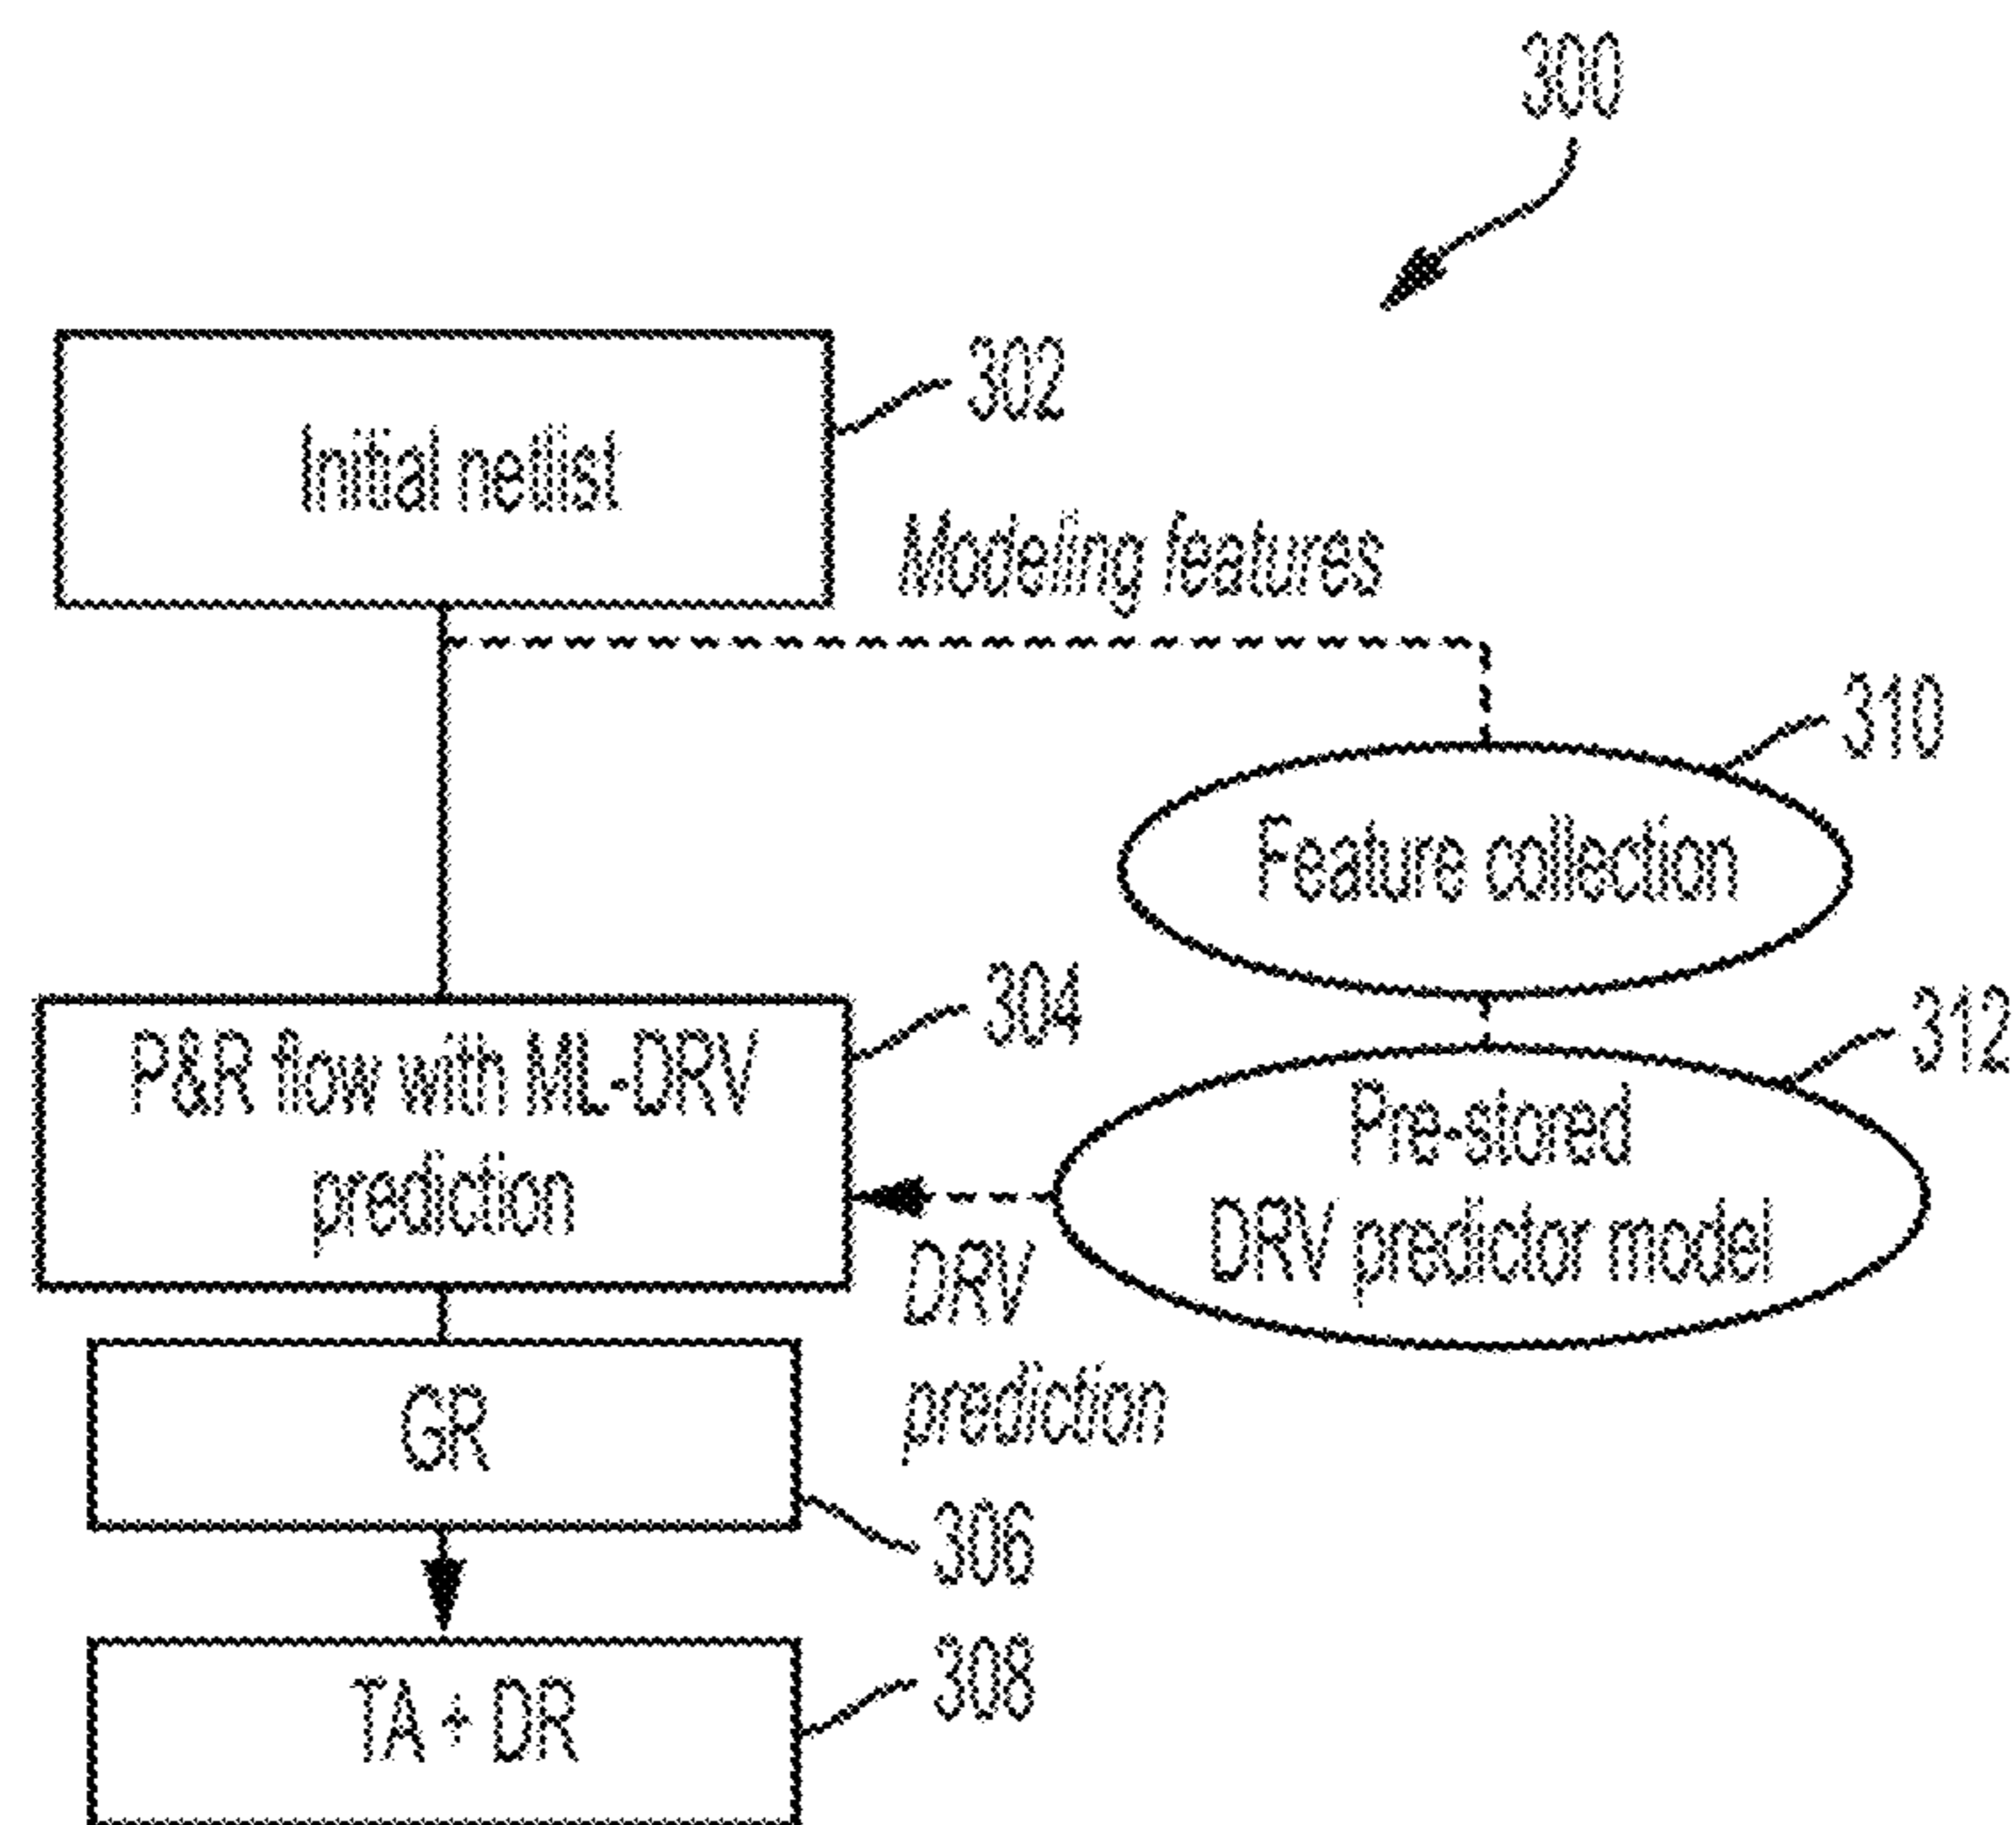 300
302
Initial netlist
Modeling features
310
Feature collection
304
P&R flow with ML-DRV
prediction
312
Pre-stored
DRV predictor model
DRV
prediction
GR
306
308
TA + DR